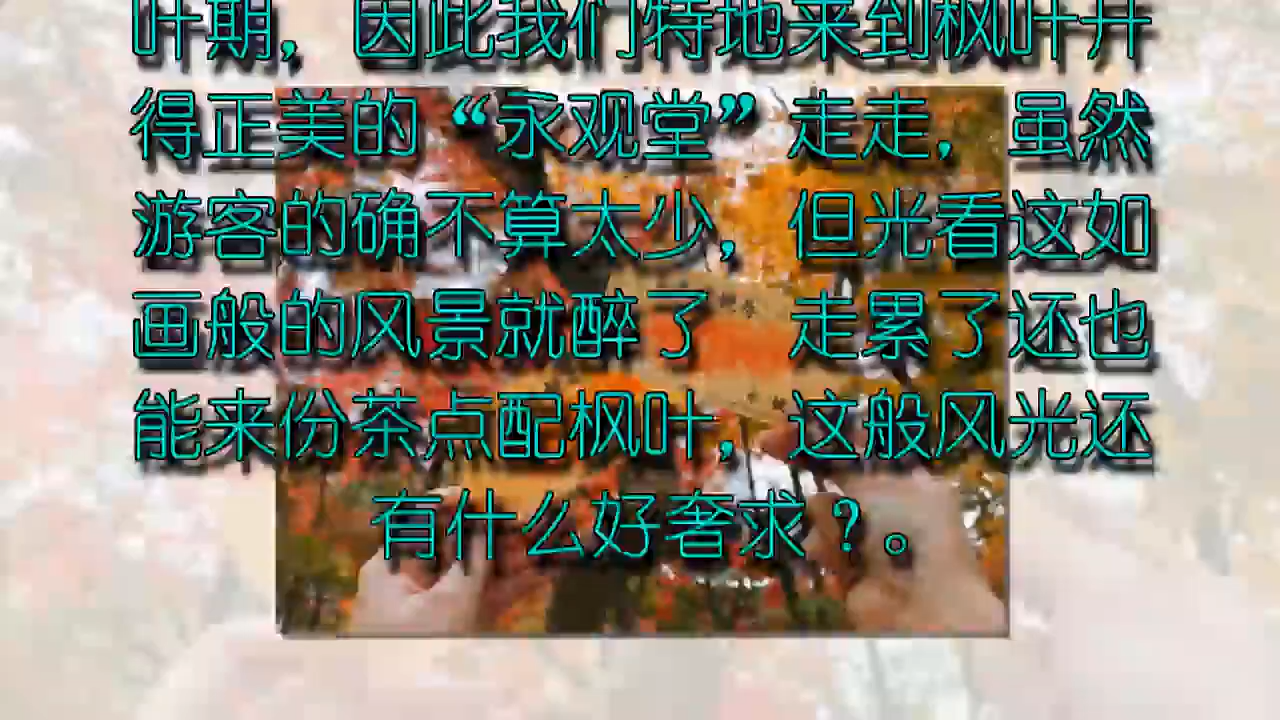 叶期，因此我们特地来到枫叶开
得正美的“永观堂”走走，虽然
游客的确不算太少，但光看这如
画般的风景就醉了　走累了还也
能来份茶点配枫叶，这般风光还
有什么好奢求？。